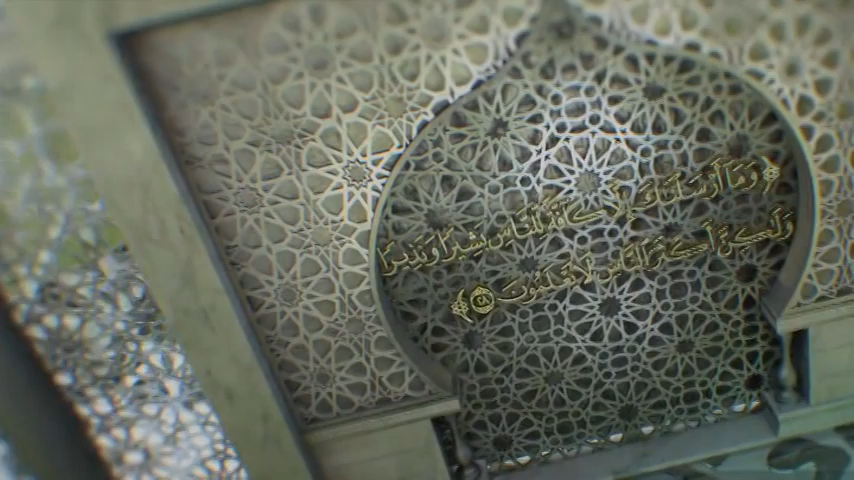 ﴿ وَمَا أَرْسَلْنَاكَ إِلَّا كَافَّةً لِلنَّاسِ بَشِيرًا وَنَذِيرًا
وَلَٰكِنَّ أَكْثَرَ النَّاسِ لَا يَعْلَمُونَ ٢٨ ﴾